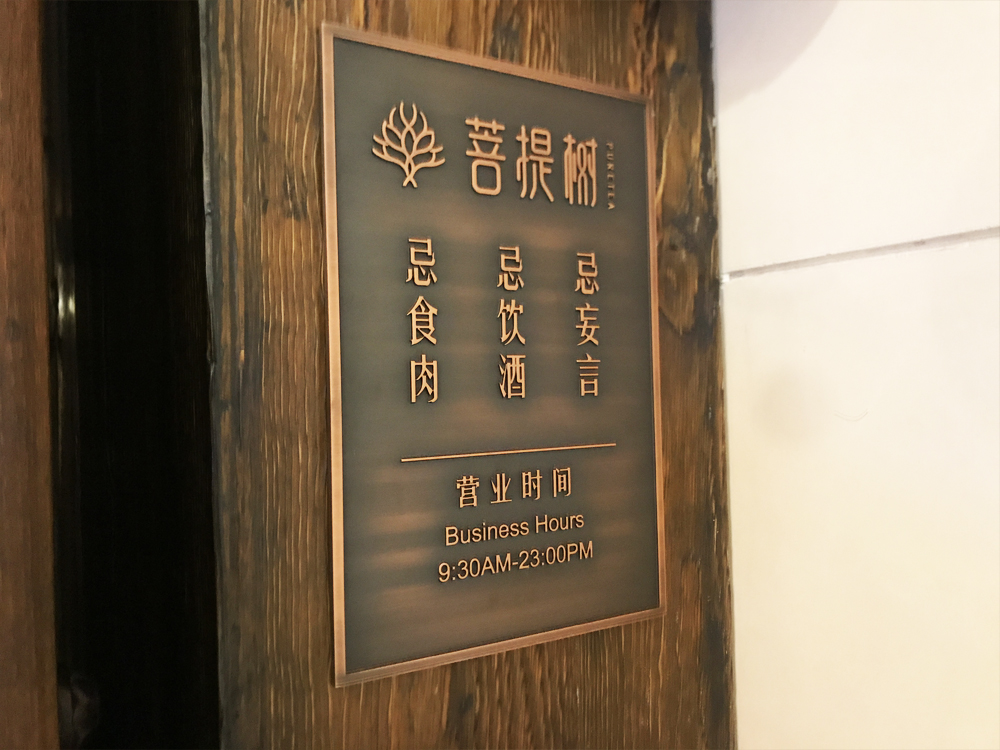 菩提树
PURETEA
忌食肉
忌饮酒
忌妄言
营业时间
Business Hours
9:30AM-23:00PM